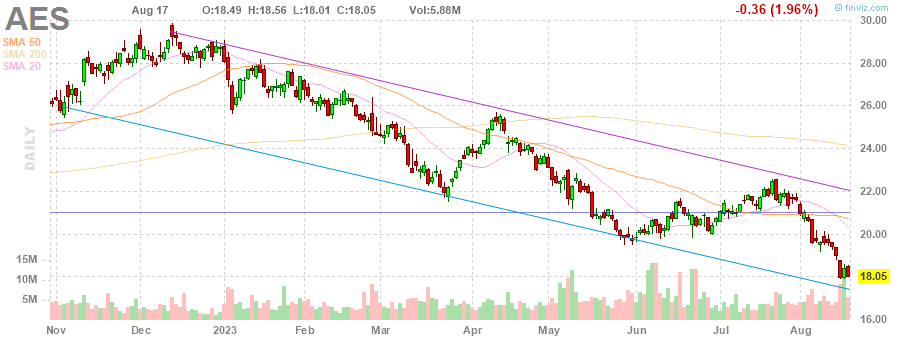 AES
Aug 17 O:18.49 H:18.56 L:18.01 C:18.05 Vol:5.88M -0.36 (1.96%) © finviz.com
SMA 50
SMA 200
SMA 20
DAILY
30.00
28.00
26.00
24.00
22.00
20.00
18.05
16.00
15M
10M
5M
Nov Dec 2023 Feb Mar Apr May Jun Jul Aug